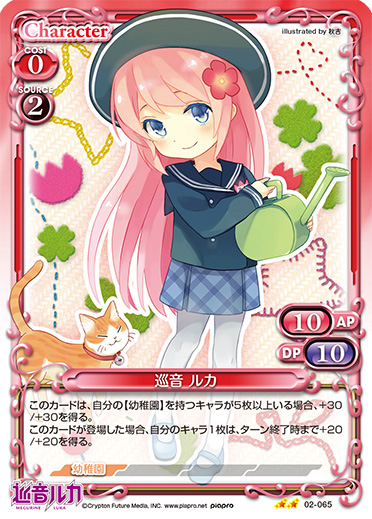 Character
illustrated by 秋吉
COST
0
SOURCE
2
10 AP
DP 10
巡音 ルカ
このカードは、自分の【幼稚園】を持つキャラが5枚以上いる場合、+30
/+30を得る。
このカードが登場した場合、自分のキャラ1枚は、ターン終了時まで+20
/+20を得る。
幼稚園
巡音ルカ
MEGURINE LUKA
©Crypton Future Media, INC. www.piapro.net piapro
02-065